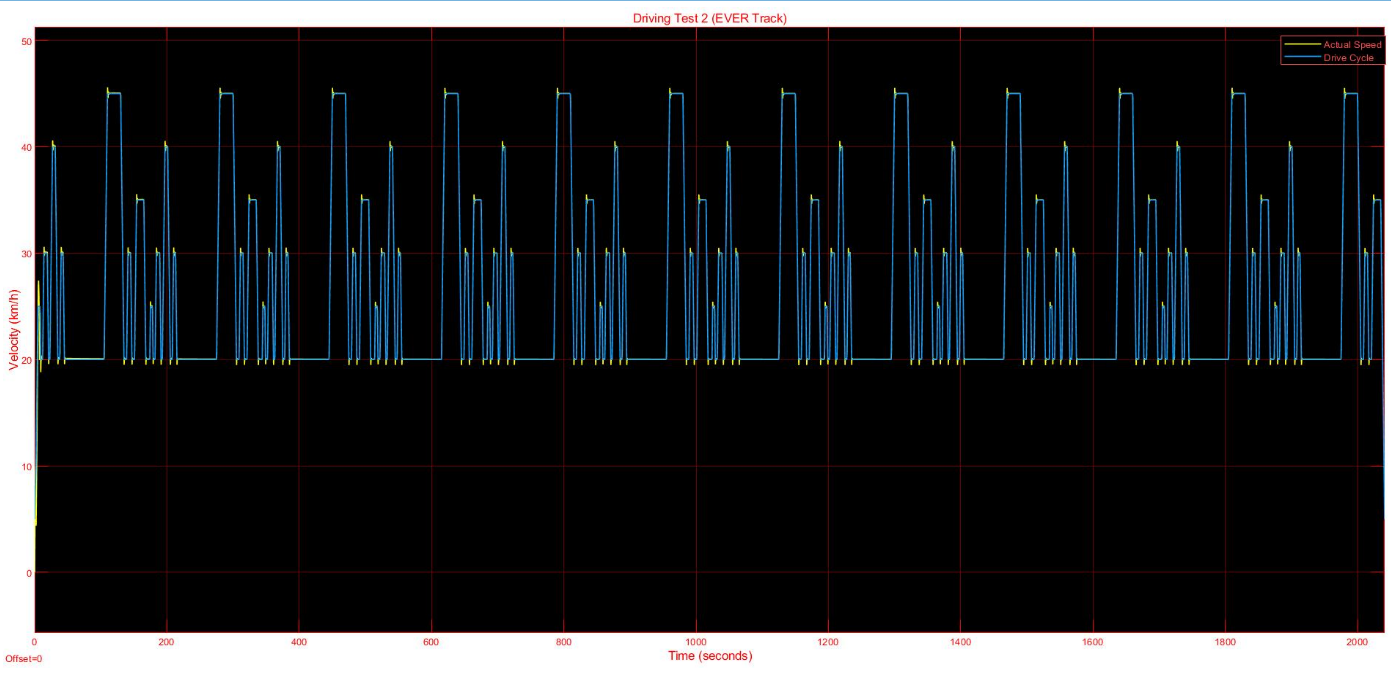 Driving Test 2 (EVER Track)
Actual Speed
Drive Cycle
50
40
30
20
10
0
Velocity (km/h)
0 200 400 600 800 1000 1200 1400 1600 1800 2000
Time (seconds)
Offset=0